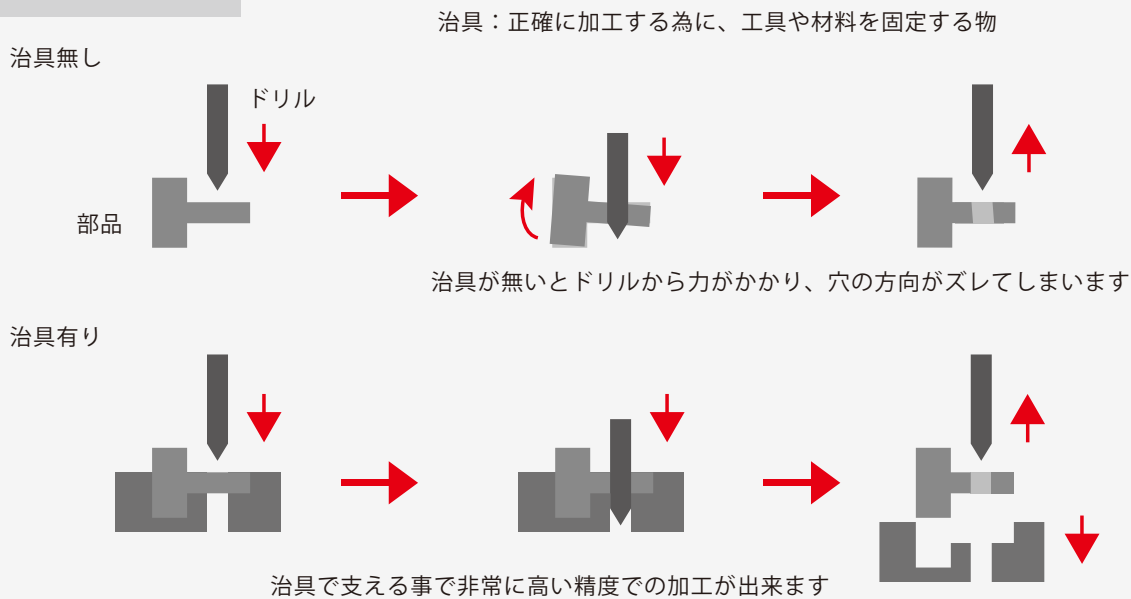 治具：正確に加工する為に、工具や材料を固定する物
治具無し
ドリル
部品
治具が無いとドリルから力がかかり、穴の方向がズレてしまいます
治具有り
治具で支える事で非常に高い精度での加工が出来ます